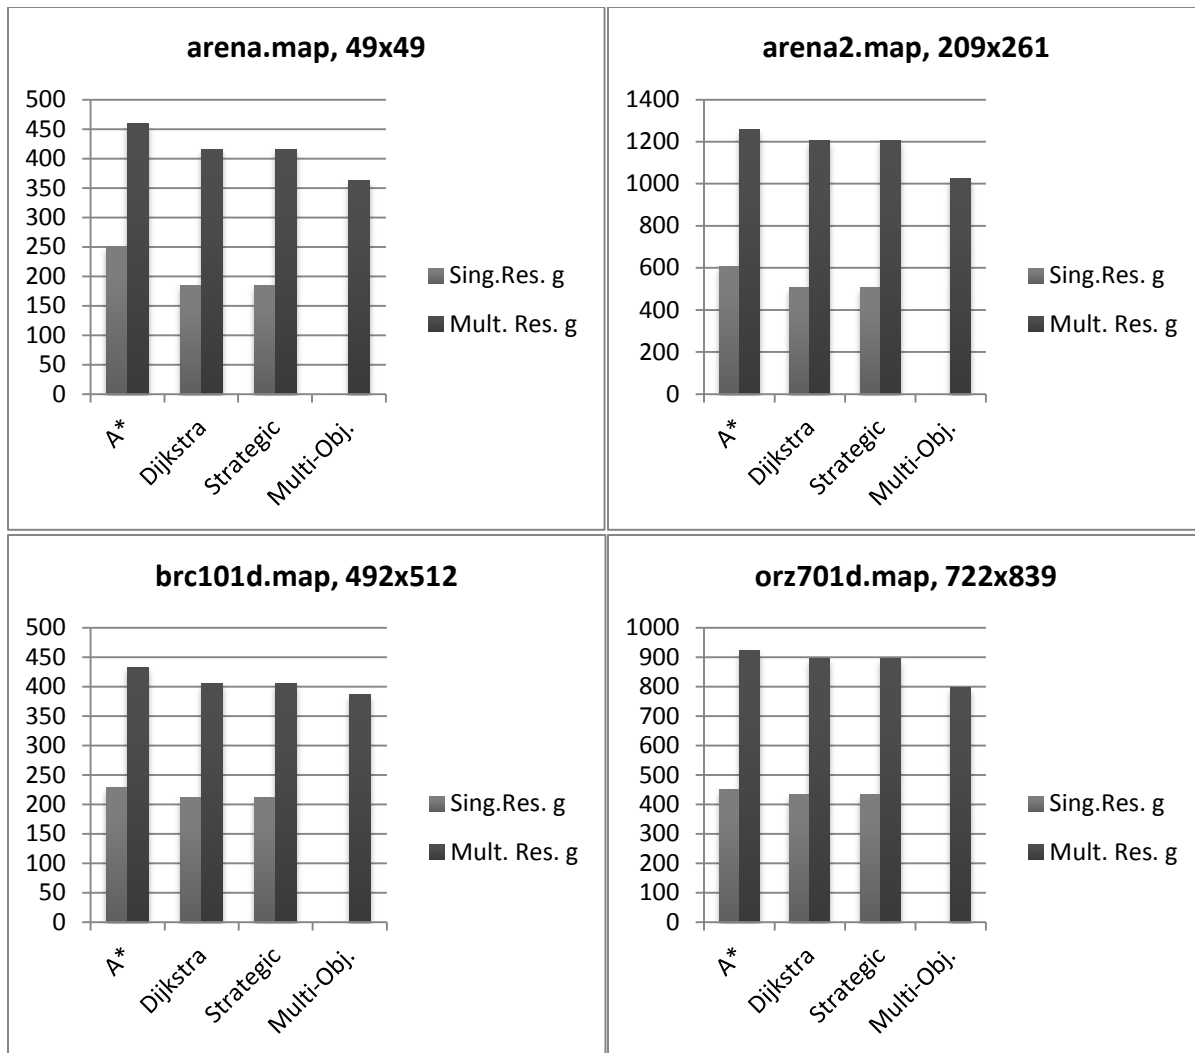 arena.map, 49x49
500
450
400
350
300
250
200
150
100
50
0
A*
Dijkstra
Strategic
Multi-Obj.
Sing.Res. g
Mult. Res. g
arena2.map, 209x261
1400
1200
1000
800
600
400
200
0
A*
Dijkstra
Strategic
Multi-Obj.
Sing.Res. g
Mult. Res. g
brc101d.map, 492x512
500
450
400
350
300
250
200
150
100
50
0
A*
Dijkstra
Strategic
Multi-Obj.
Sing.Res. g
Mult. Res. g
orz701d.map, 722x839
1000
900
800
700
600
500
400
300
200
100
0
A*
Dijkstra
Strategic
Multi-Obj.
Sing.Res. g
Mult. Res. g